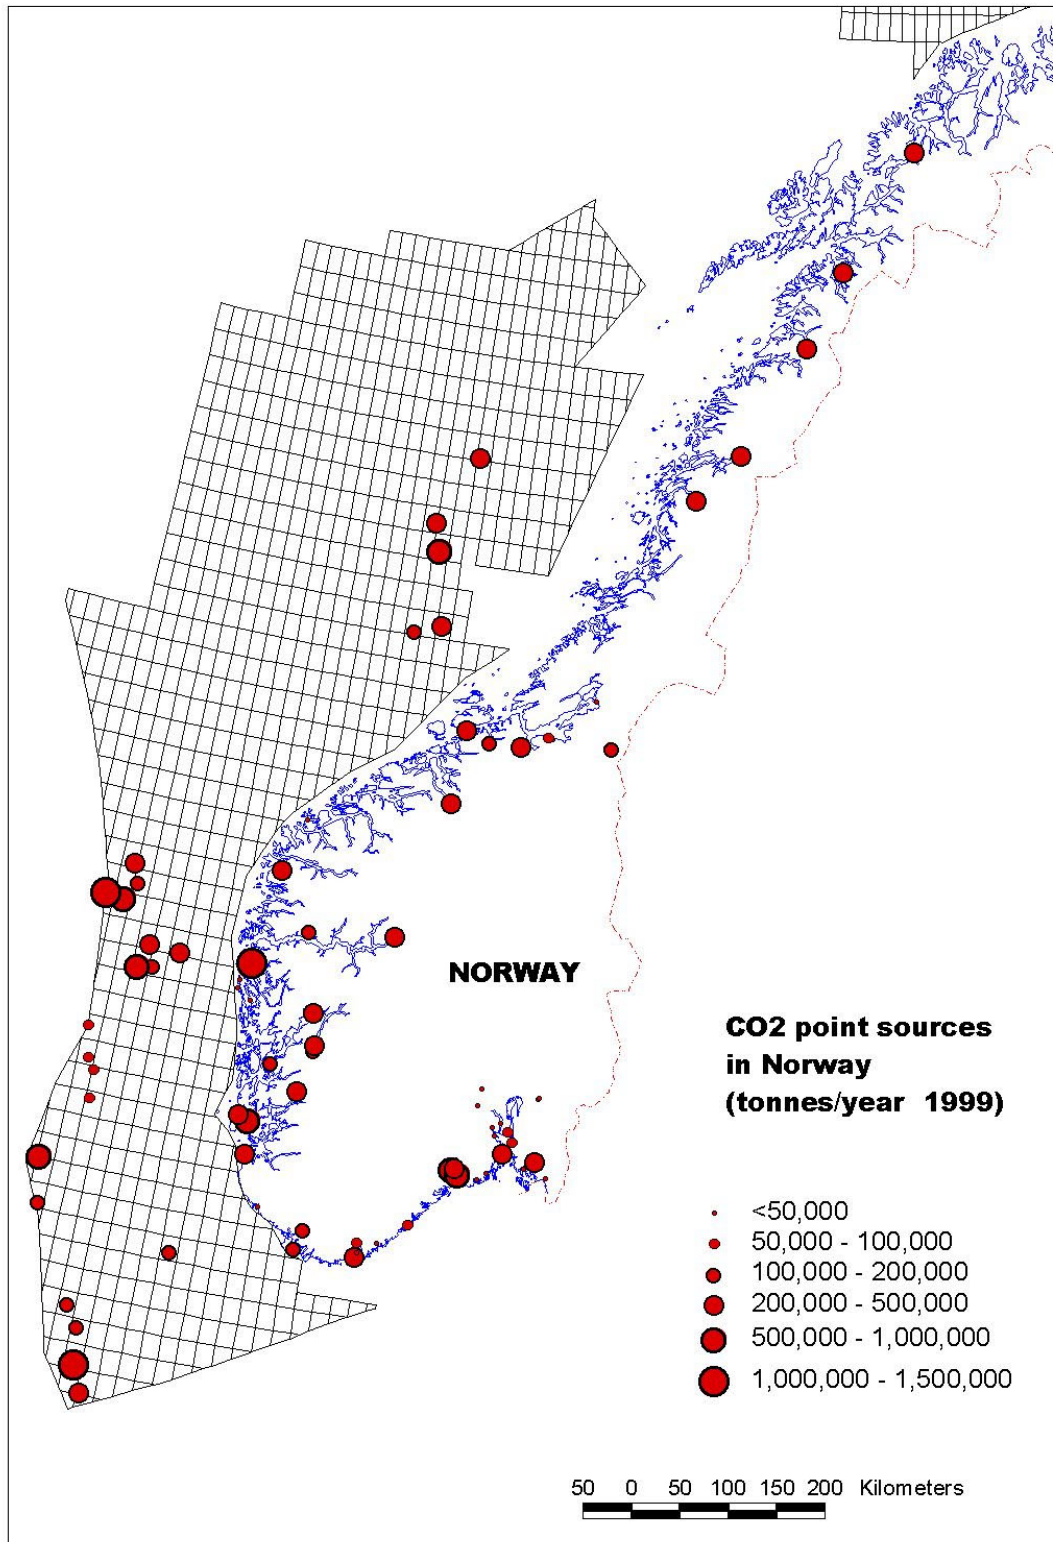 NORWAY
CO2 point sources
in Norway
(tonnes/year 1999)
<50,000
50,000 - 100,000
100,000 - 200,000
200,000 - 500,000
500,000 - 1,000,000
1,000,000 - 1,500,000
50 0 50 100 150 200 Kilometers